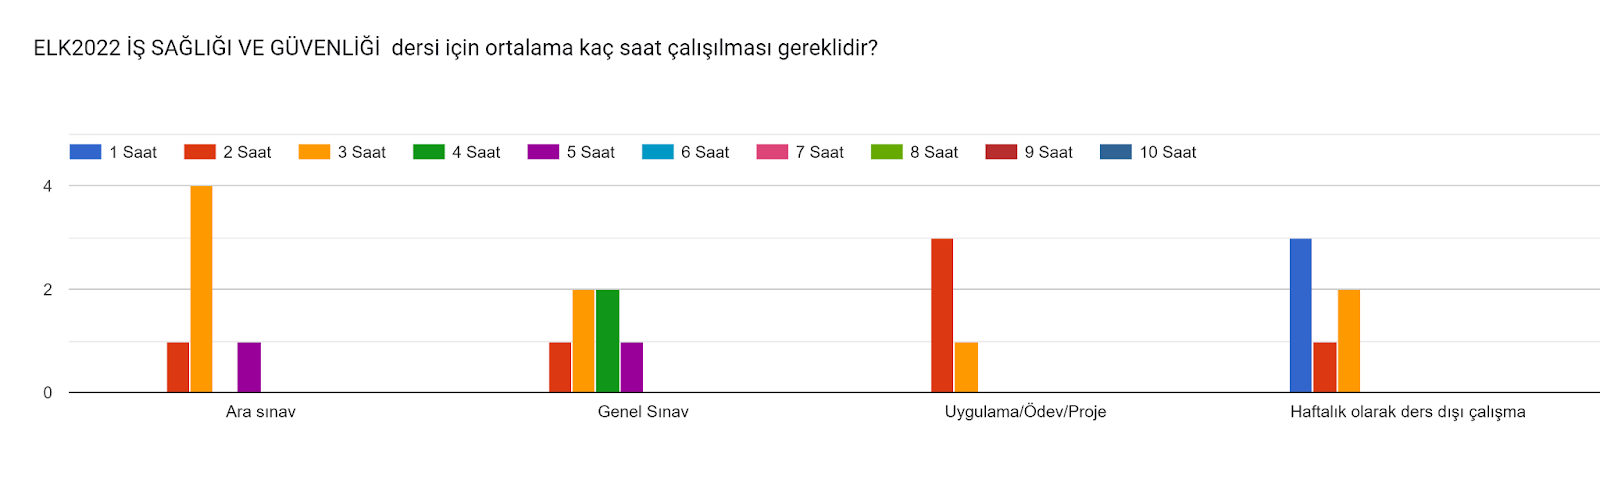 ELK2022 İŞ SAĞLIĞI VE GÜVENLİĞİ  dersi için ortalama kaç saat çalışılması gereklidir?
1 Saat 2 Saat 3 Saat 4 Saat 5 Saat 6 Saat 7 Saat 8 Saat 9 Saat 10 Saat
4
2
0
Ara sınav Genel Sınav Uygulama/Ödev/Proje Haftalık olarak ders dışı çalışma